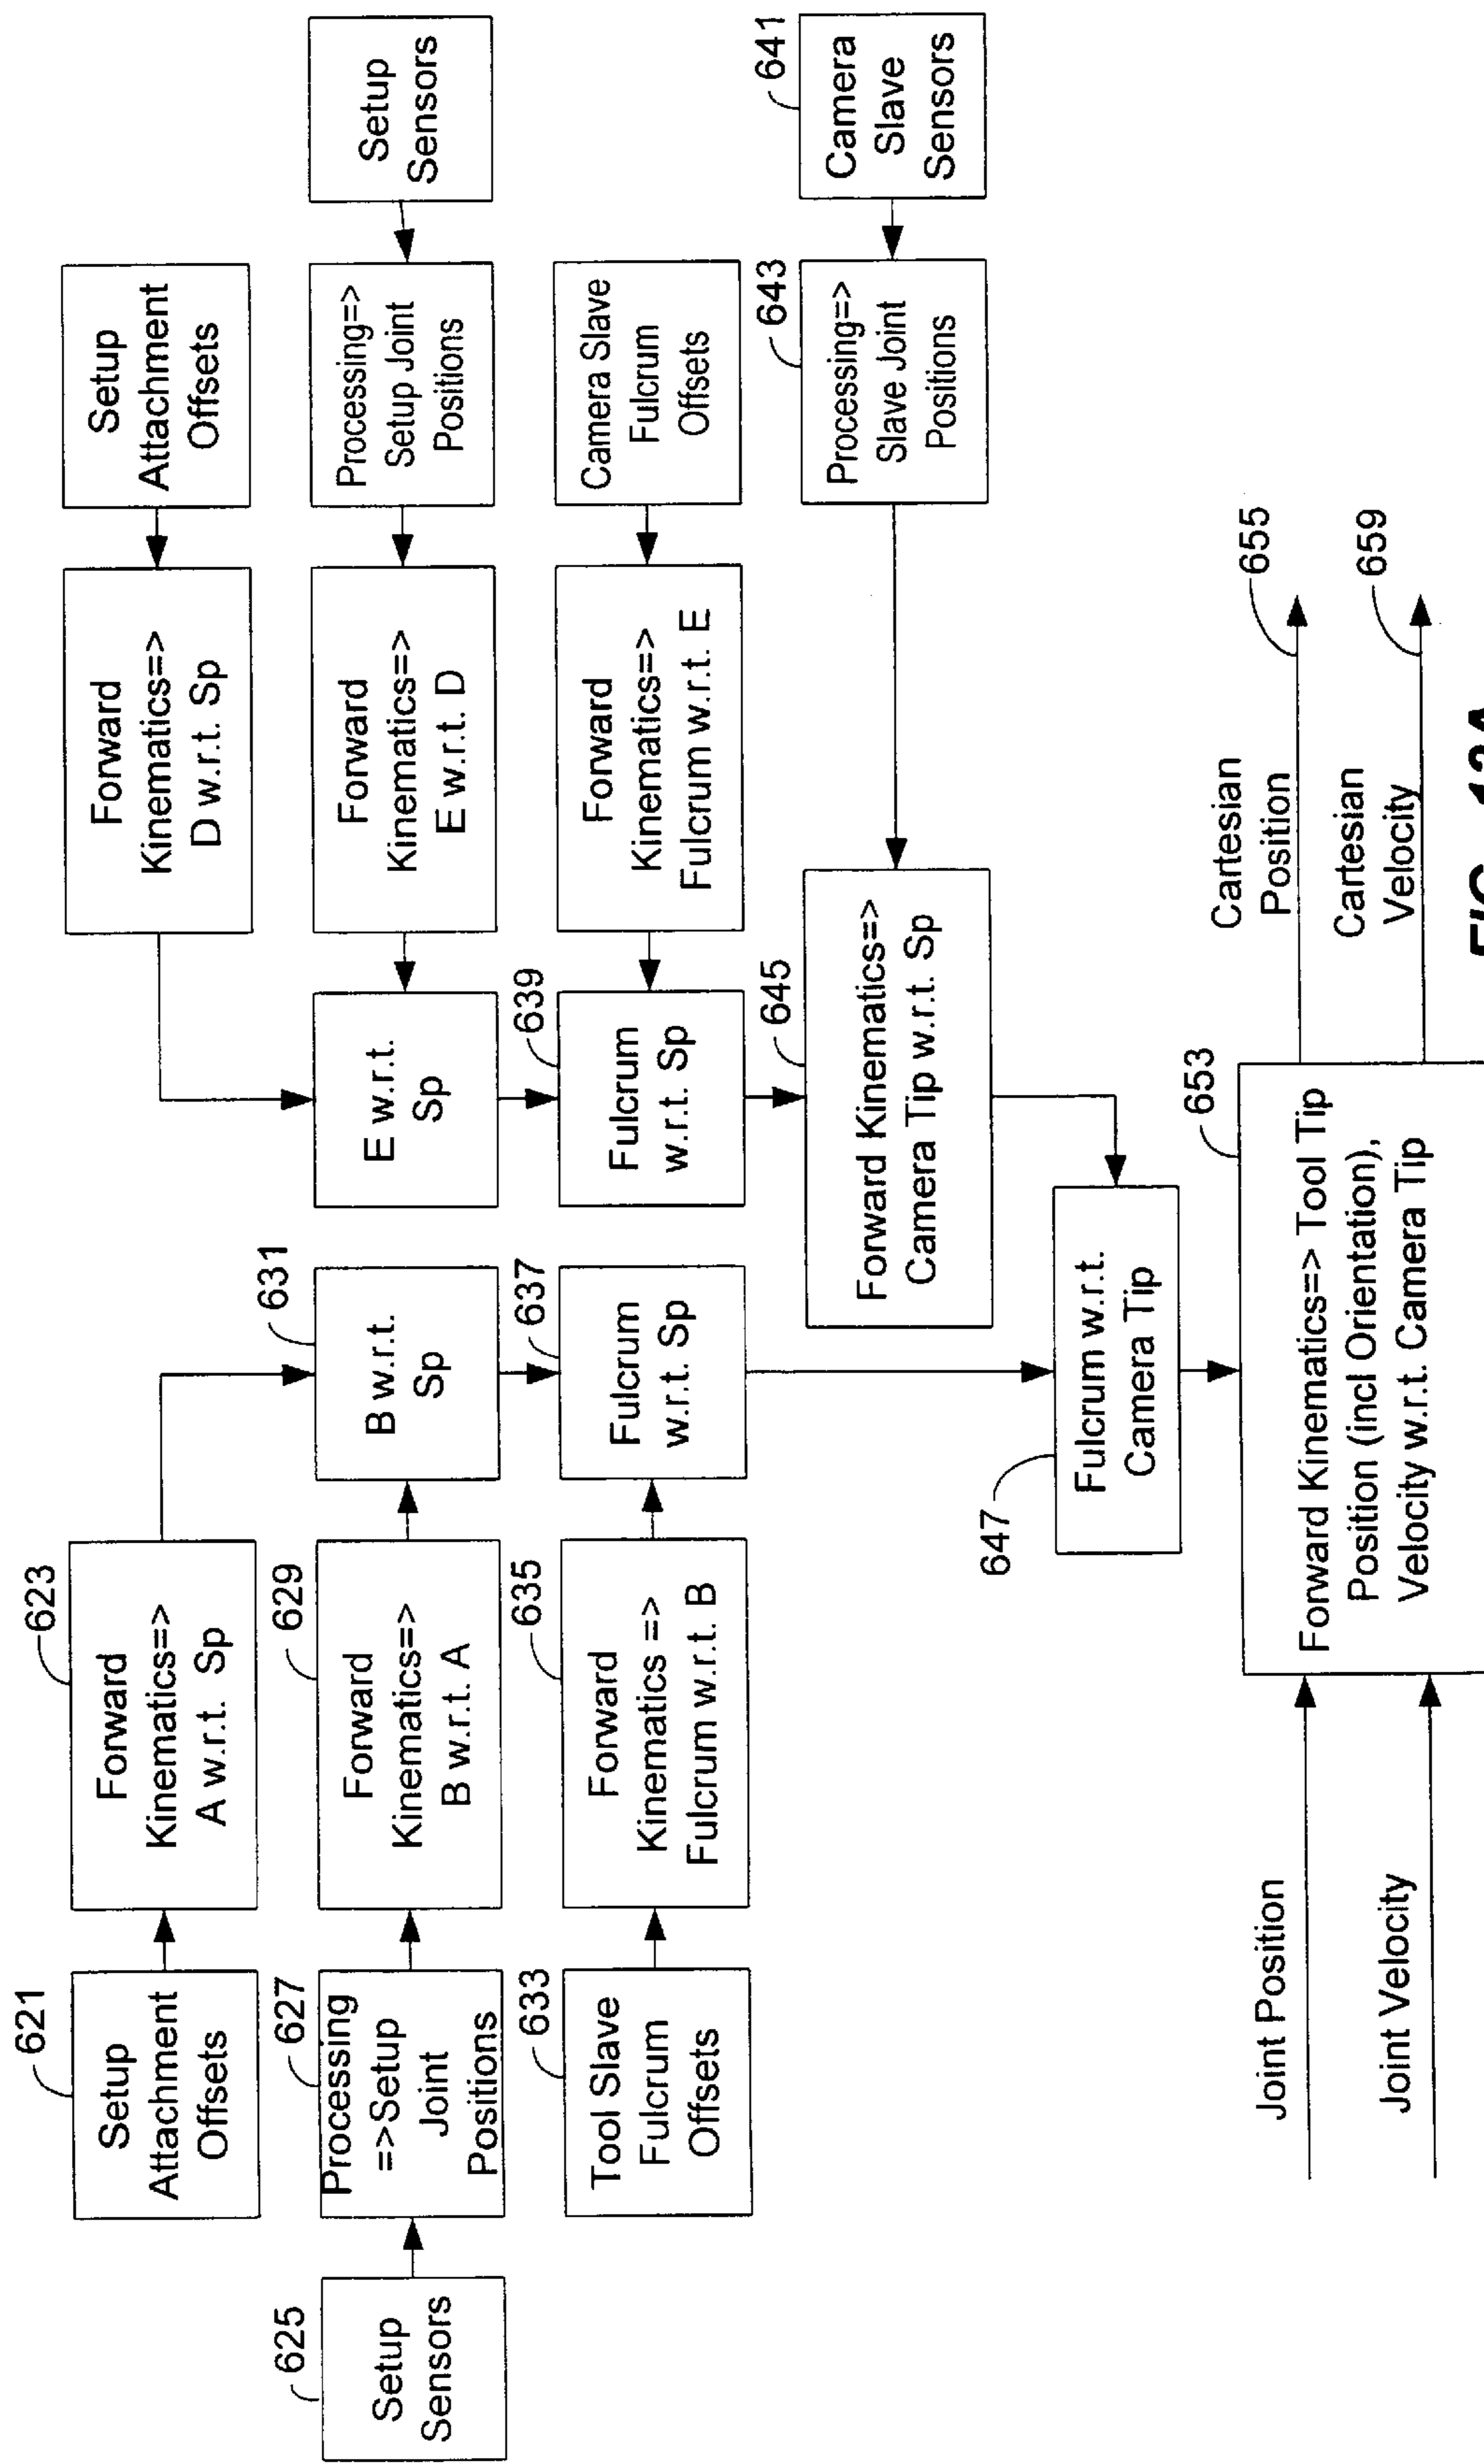 621
Setup
Attachment
Offsets
623
Forward
Kinematics=>
A w.r.t. Sp
Forward
Kinematics=>
D w.r.t. Sp
Setup
Attachment
Offsets
625
Setup
Sensors
627
Processing
=>Setup
Joint
Positions
629
Forward
Kinematics=>
B w.r.t. A
631
B w.r.t.
Sp
E w.r.t.
Sp
Forward
Kinematics=>
E w.r.t. D
Processing=>
Setup Joint
Positions
Setup
Sensors
633
Tool Slave
Fulcrum
Offsets
635
Forward
Kinematics =>
Fulcrum w.r.t. B
637
Fulcrum
w.r.t. Sp
639
Fulcrum
w.r.t. Sp
Forward
Kinematics=>
Fulcrum w.r.t. E
Camera Slave
Fulcrum
Offsets
645
Forward Kinematics=>
Camera Tip w.r.t. Sp
643
Processing=>
Slave Joint
Positions
641
Camera
Slave
Sensors
647
Fulcrum w.r.t.
Camera Tip
653
Forward Kinematics=> Tool Tip
Position (incl Orientation),
Velocity w.r.t. Camera Tip
Joint Position
Joint Velocity
Cartesian
Position
655
Cartesian
Velocity
659
FIG.